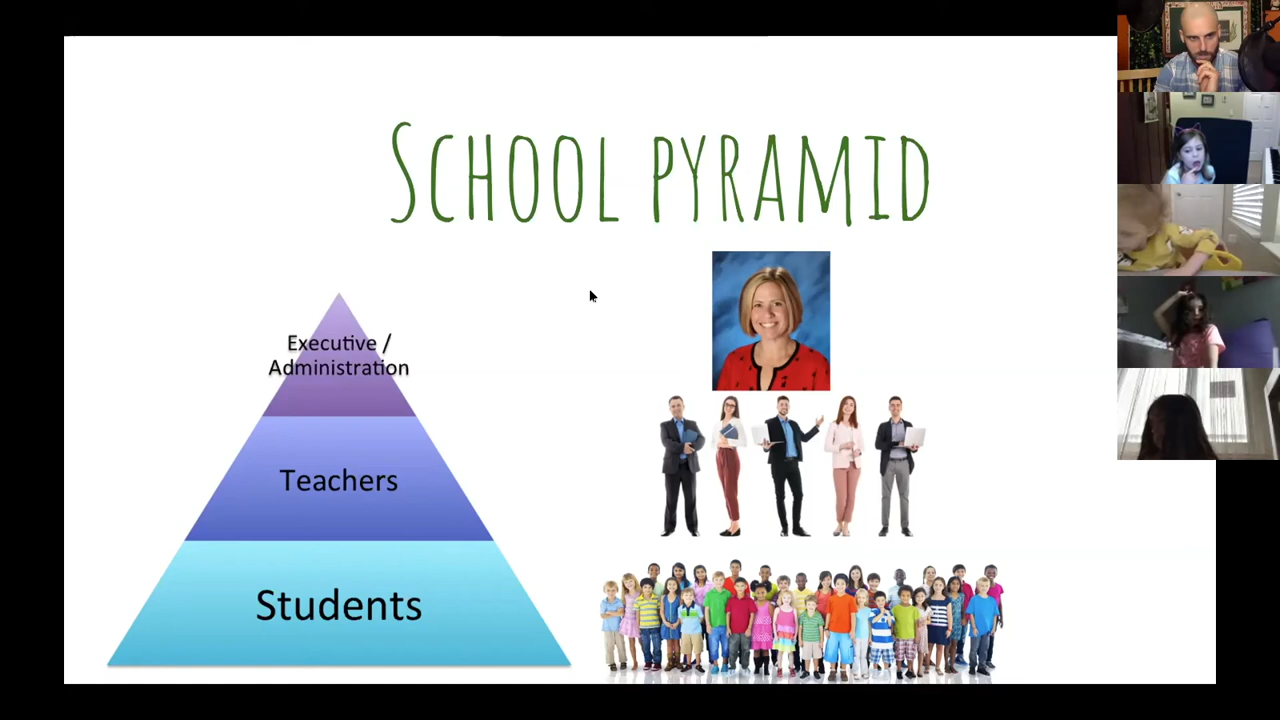 School pyramid
Executive /
Administration
Teachers
Students